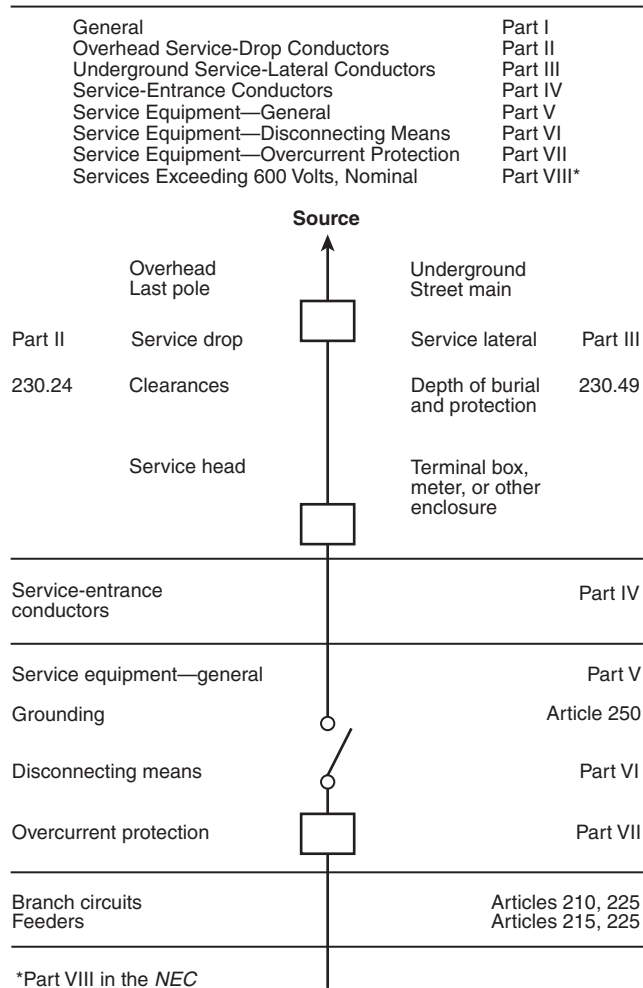 General Part I
Overhead Service-Drop Conductors Part II
Underground Service-Lateral Conductors Part III
Service-Entrance Conductors Part IV
Service Equipment—General Part V
Service Equipment—Disconnecting Means Part VI
Service Equipment—Overcurrent Protection Part VII
Services Exceeding 600 Volts, Nominal Part VIII*
Source
Overhead Underground
Last pole Street main
Part II Service drop Service lateral Part III
230.24 Clearances Depth of burial 230.49
and protection
Service head Terminal box,
meter, or other
enclosure
Service-entrance Part IV
conductors
Service equipment—general Part V
Grounding Article 250
Disconnecting means Part VI
Overcurrent protection Part VII
Branch circuits Articles 210, 225
Feeders Articles 215, 225
*Part VIII in the NEC